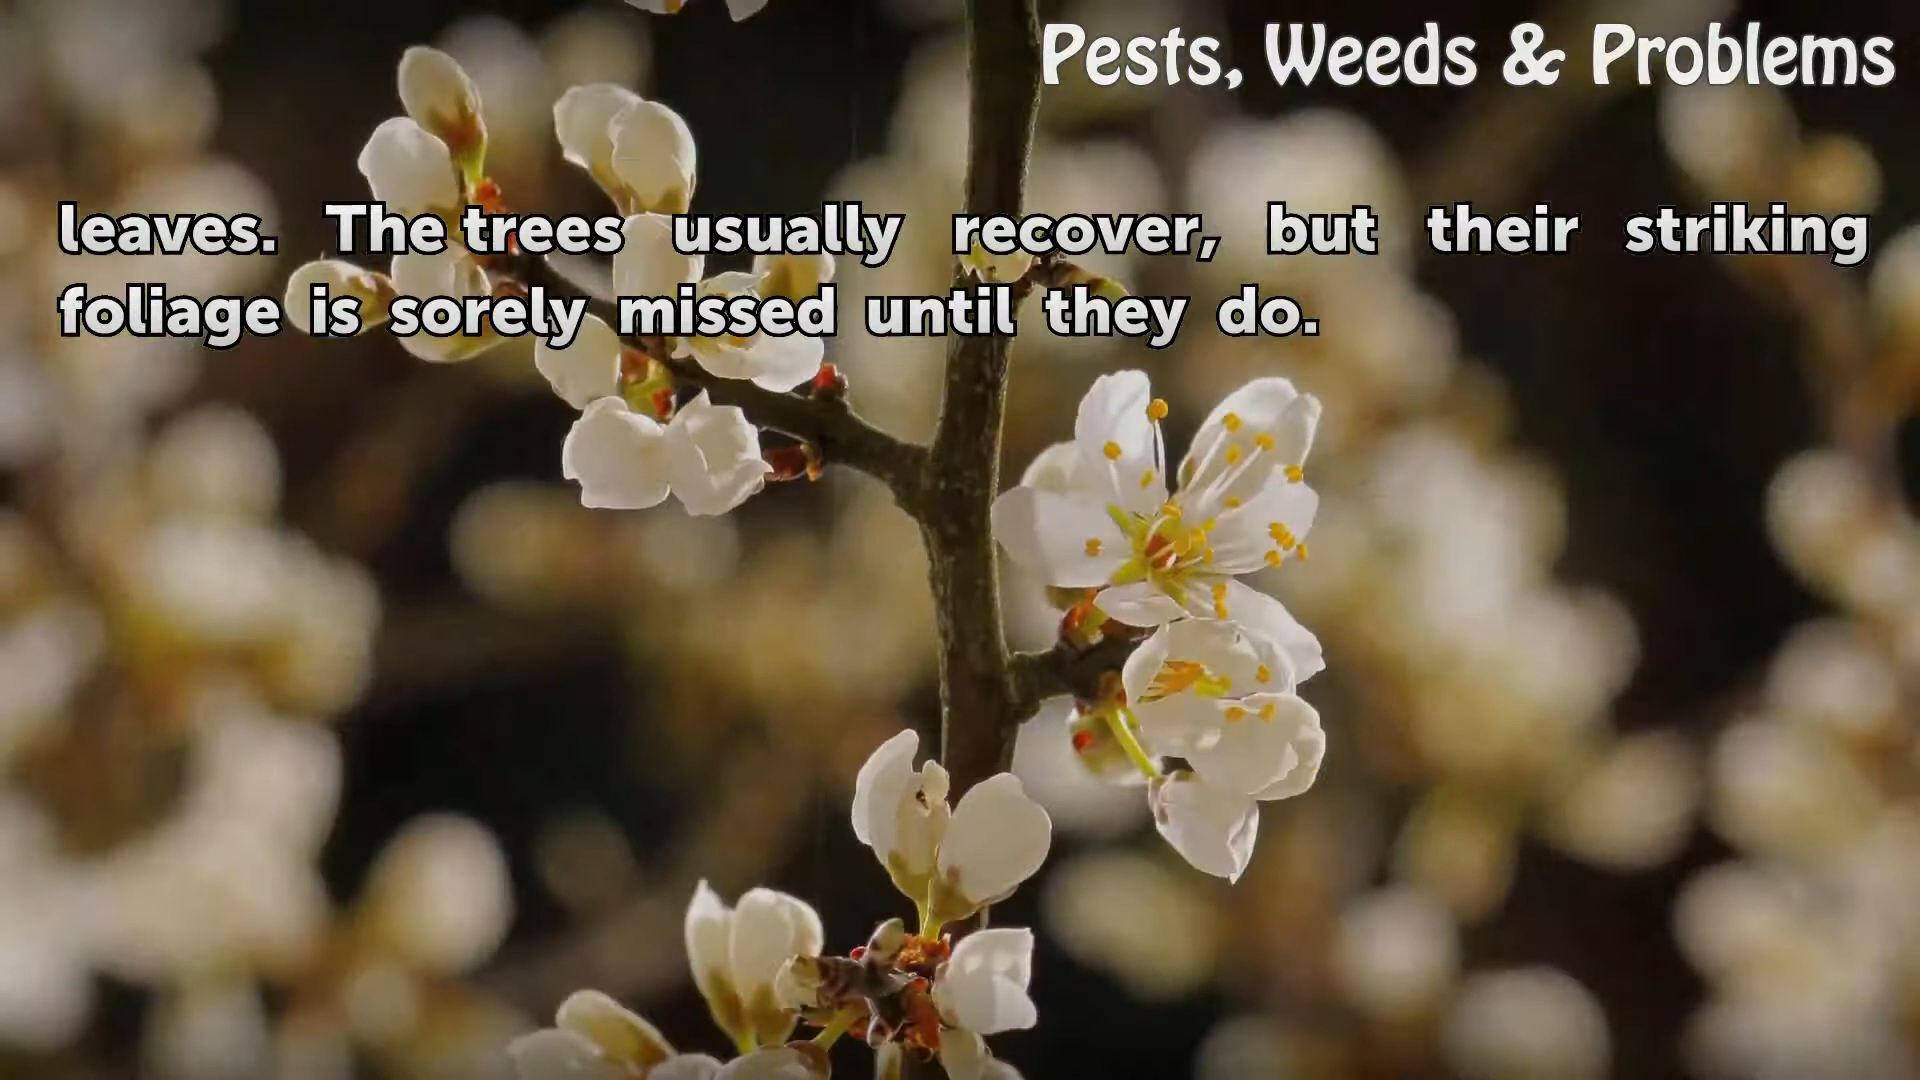 Pests, Weeds & Problems
leaves. The trees usually recover, but their striking
foliage is sorely missed until they do.